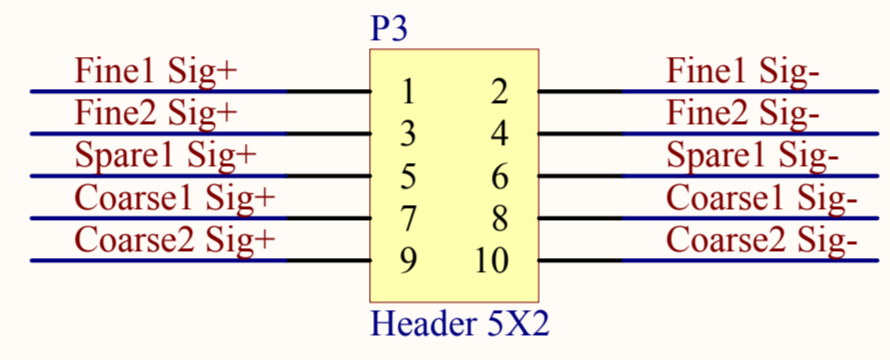 P3
Fine1 Sig+ 1 2 Fine1 Sig-
Fine2 Sig+ 3 4 Fine2 Sig-
Spare1 Sig+ 5 6 Spare1 Sig-
Coarse1 Sig+ 7 8 Coarse1 Sig-
Coarse2 Sig+ 9 10 Coarse2 Sig-
Header 5X2